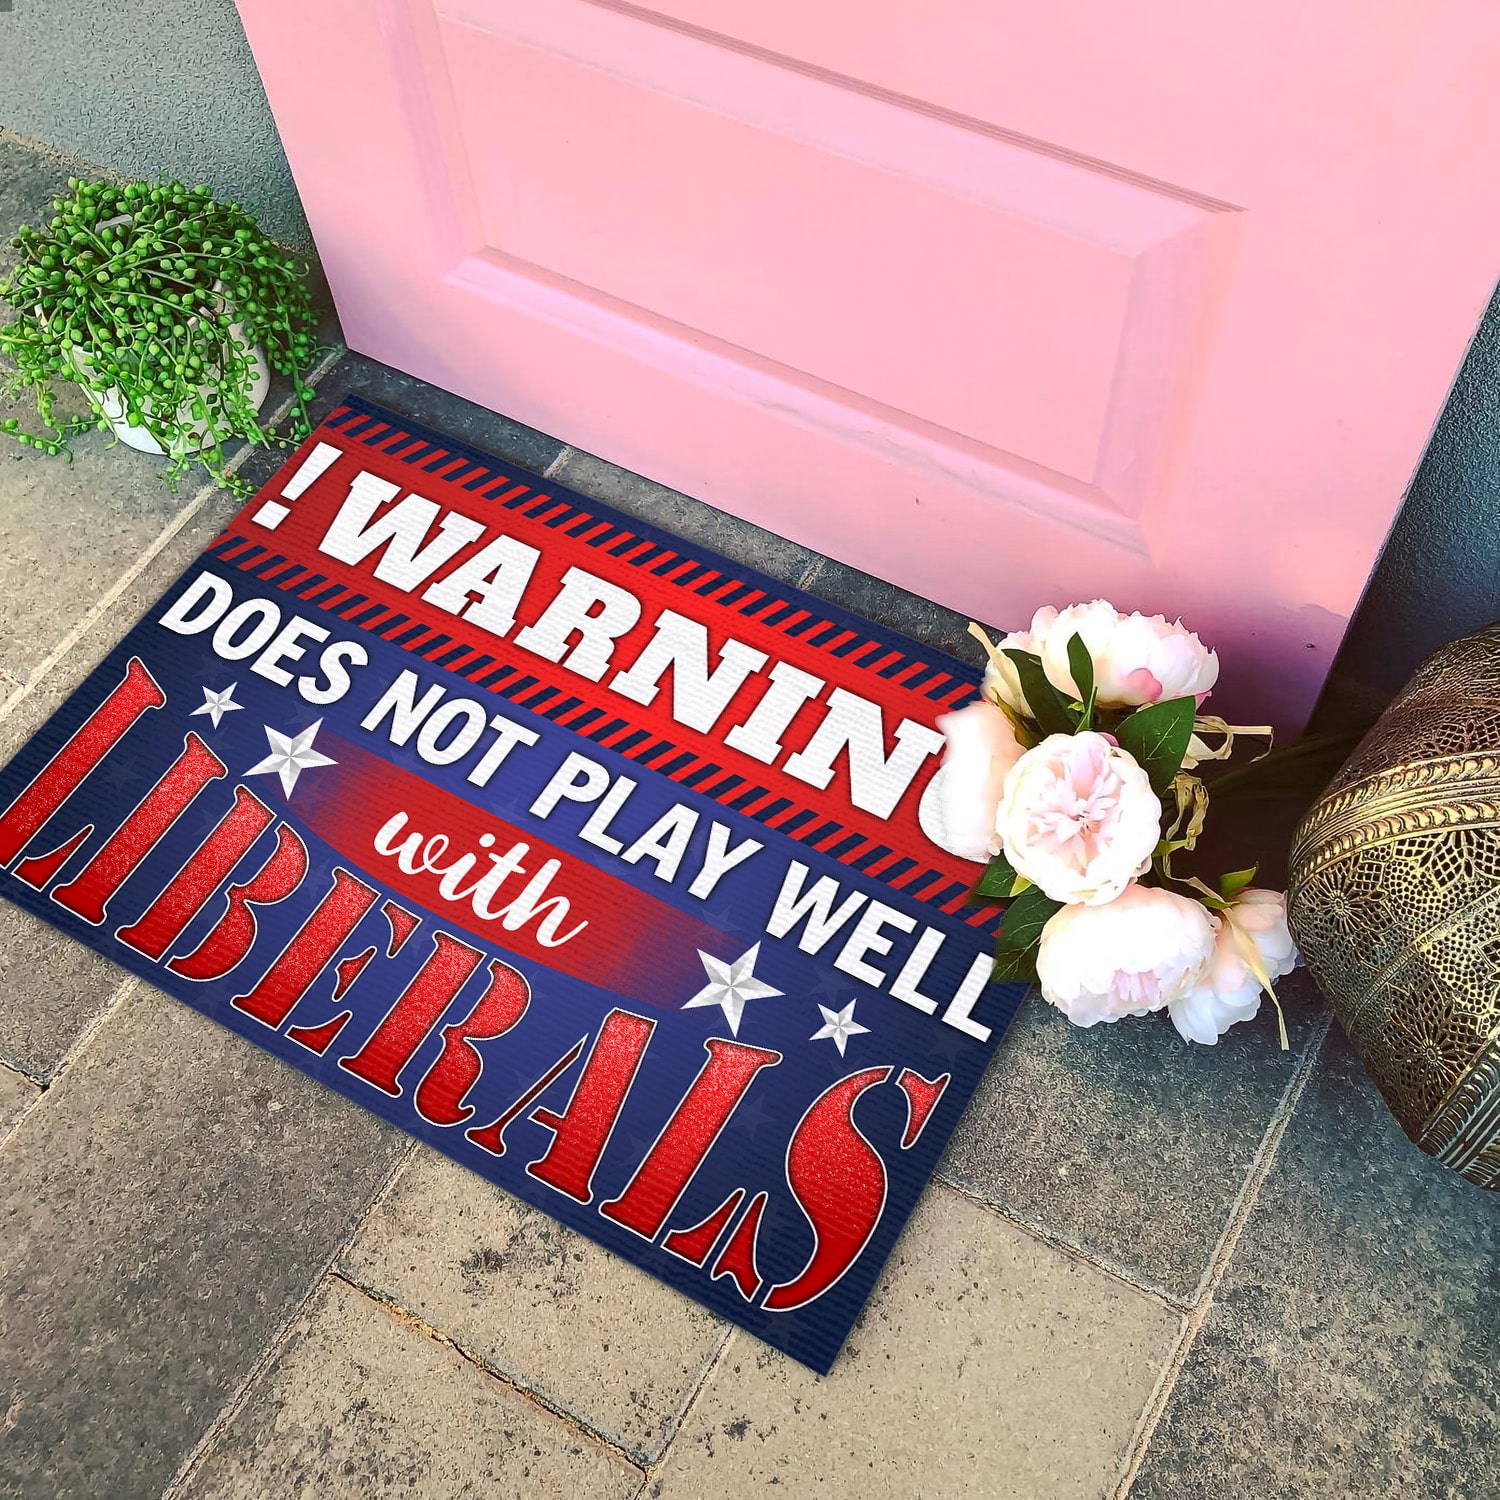 ! WARNING
DOES NOT PLAY WELL
with
LIBERALS